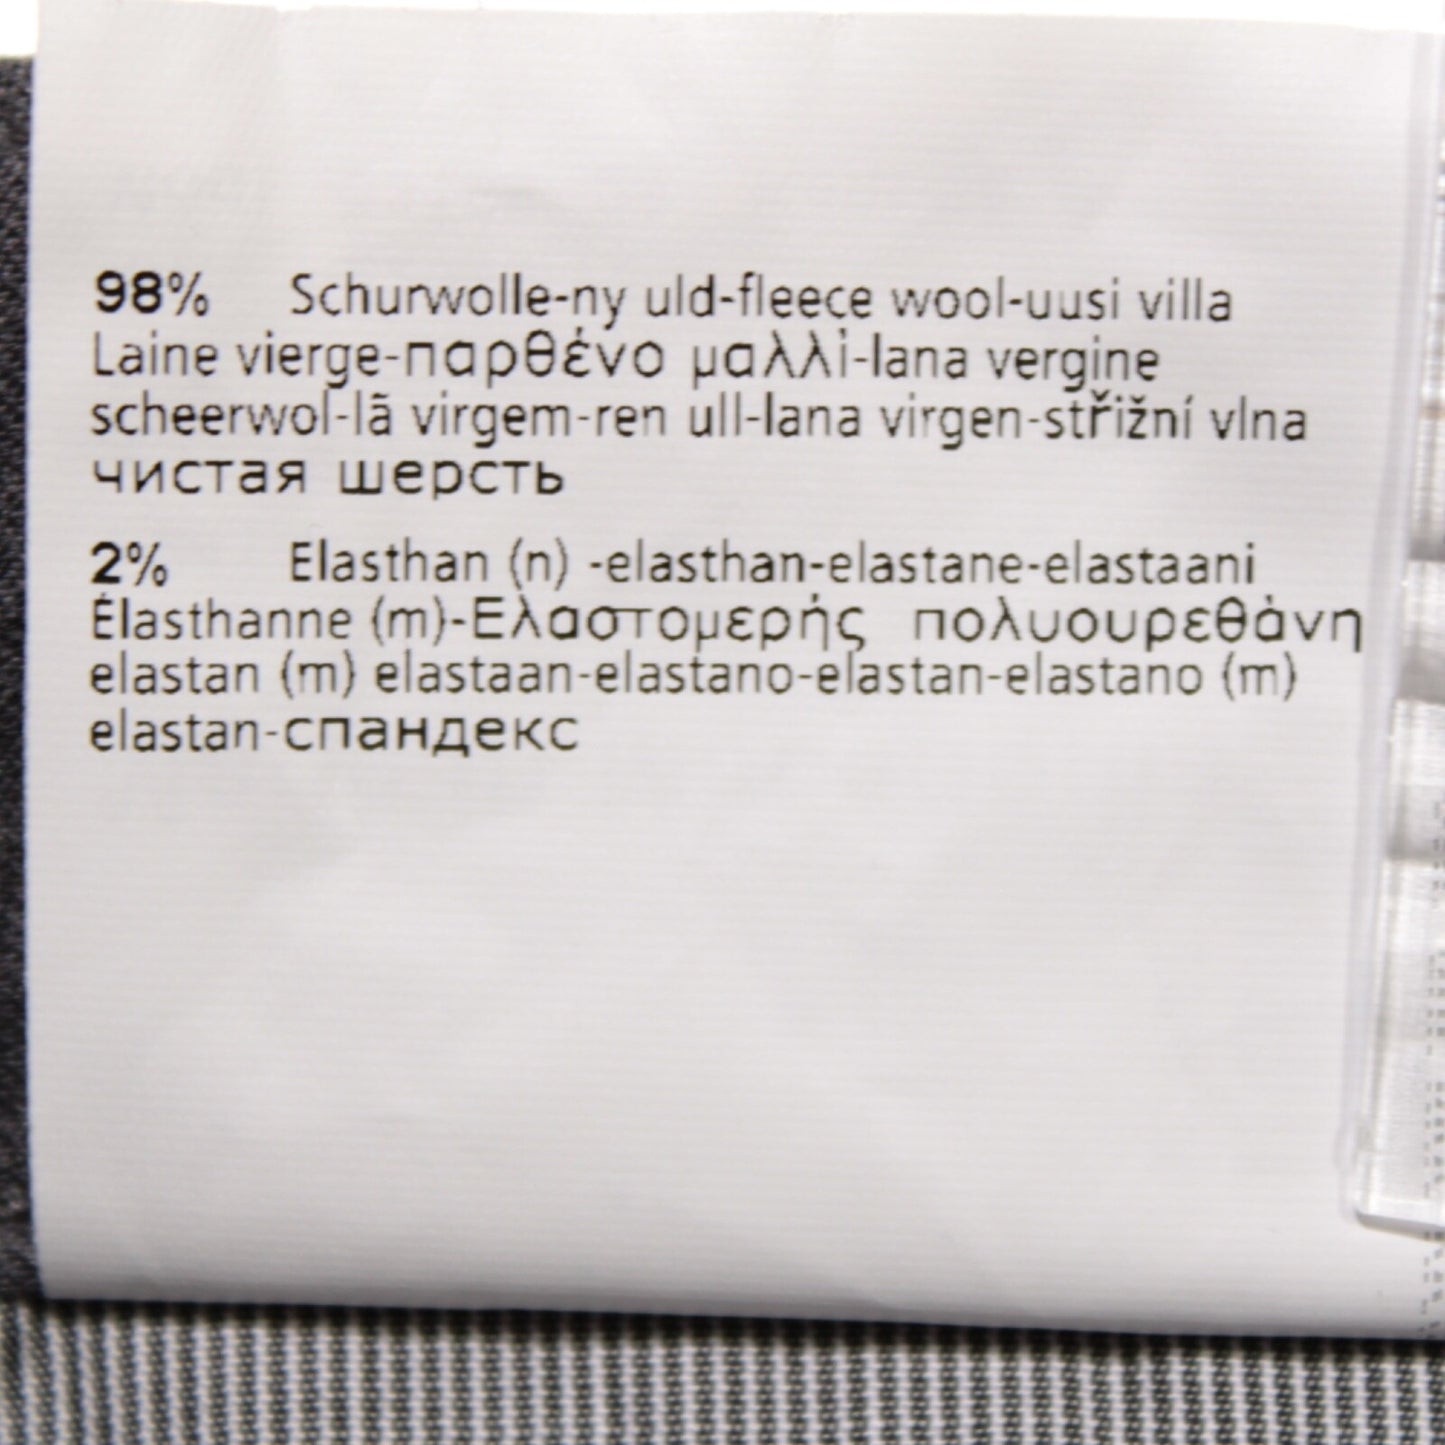 98% Schurwolle-ny uld-fleece wool-uusi villa
Laine vierge-παρθένο μαλλί-lana vergine
scheerwol-lã virgem-ren ull-lana virgen-střižní vlna
чистая шерсть
2% Elasthan (n) -elasthan-elastane-elastaani
Élasthanne (m)-Ελαστομερής πολυουρεθάνη
elastan (m) elastaan-elastano-elastan-elastano (m)
elastan-спандекс